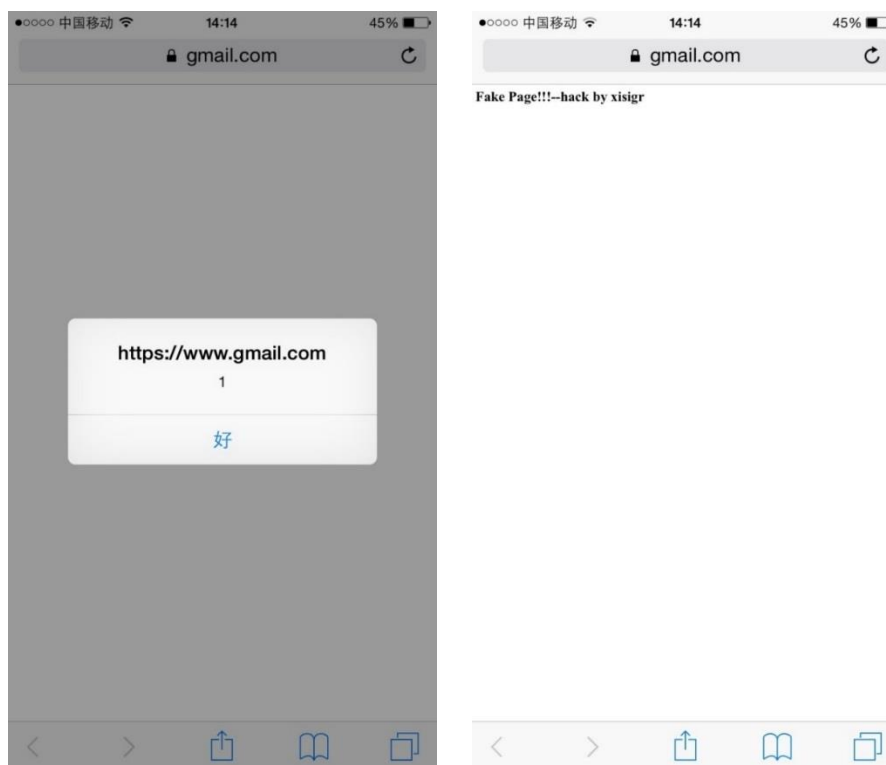 中国移动 14:14 45%
gmail.com
https://www.gmail.com
1
好
中国移动 14:14 45%
gmail.com
Fake Page!!!--hack by xisigr